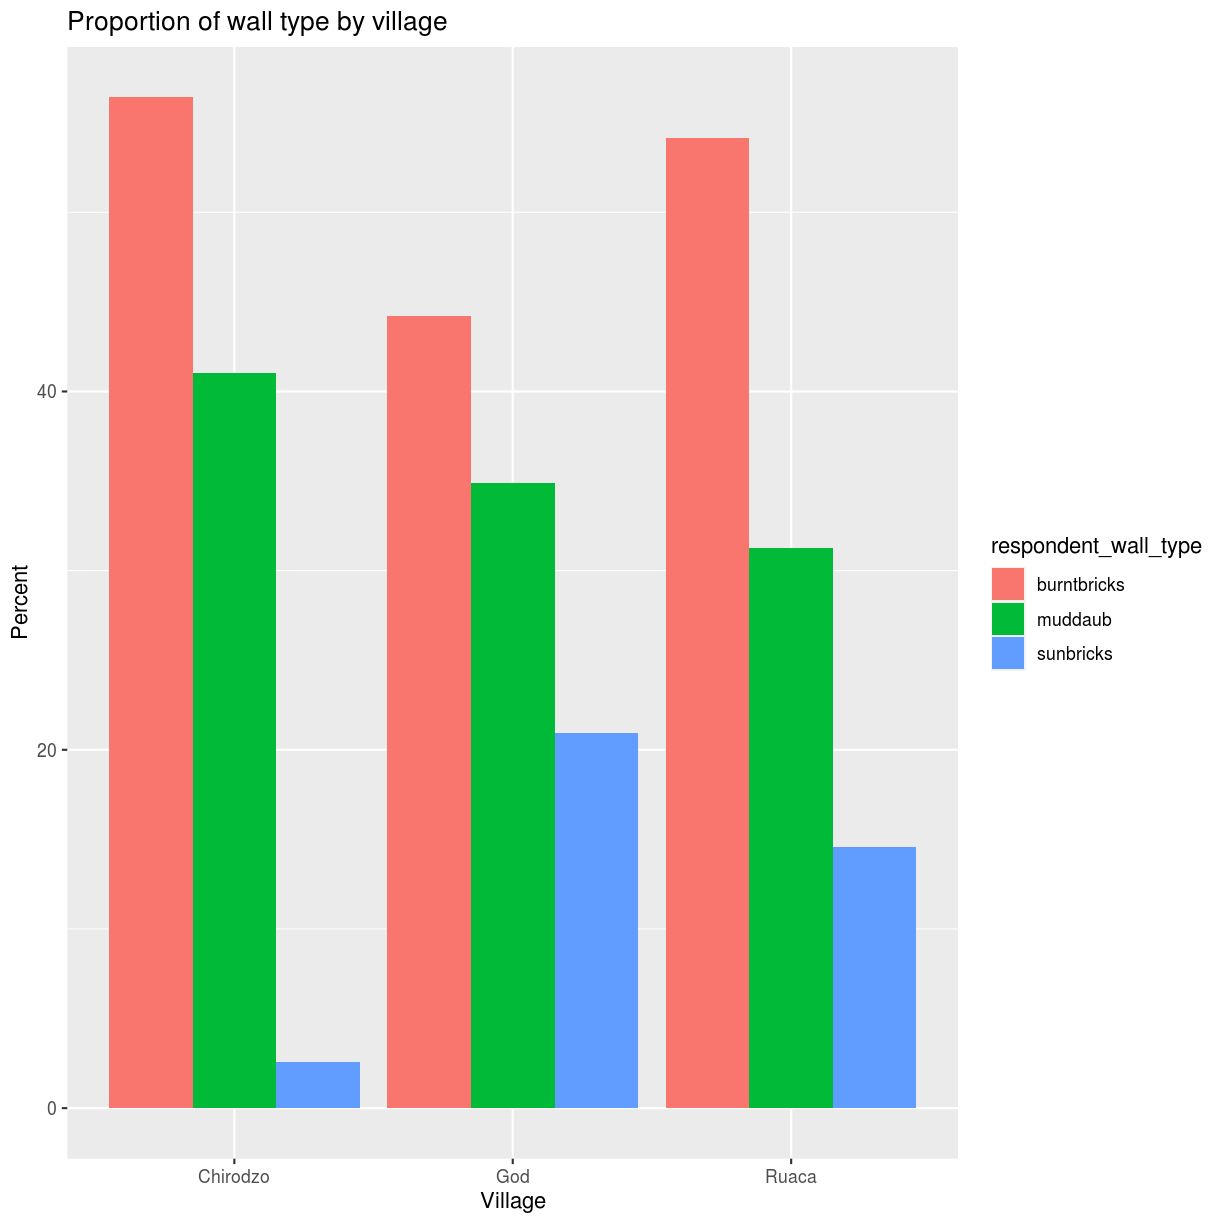 Proportion of wall type by village
Percent
40
20
0
Chirodzo
God
Ruaca
Village
respondent_wall_type
burntbricks
muddaub
sunbricks